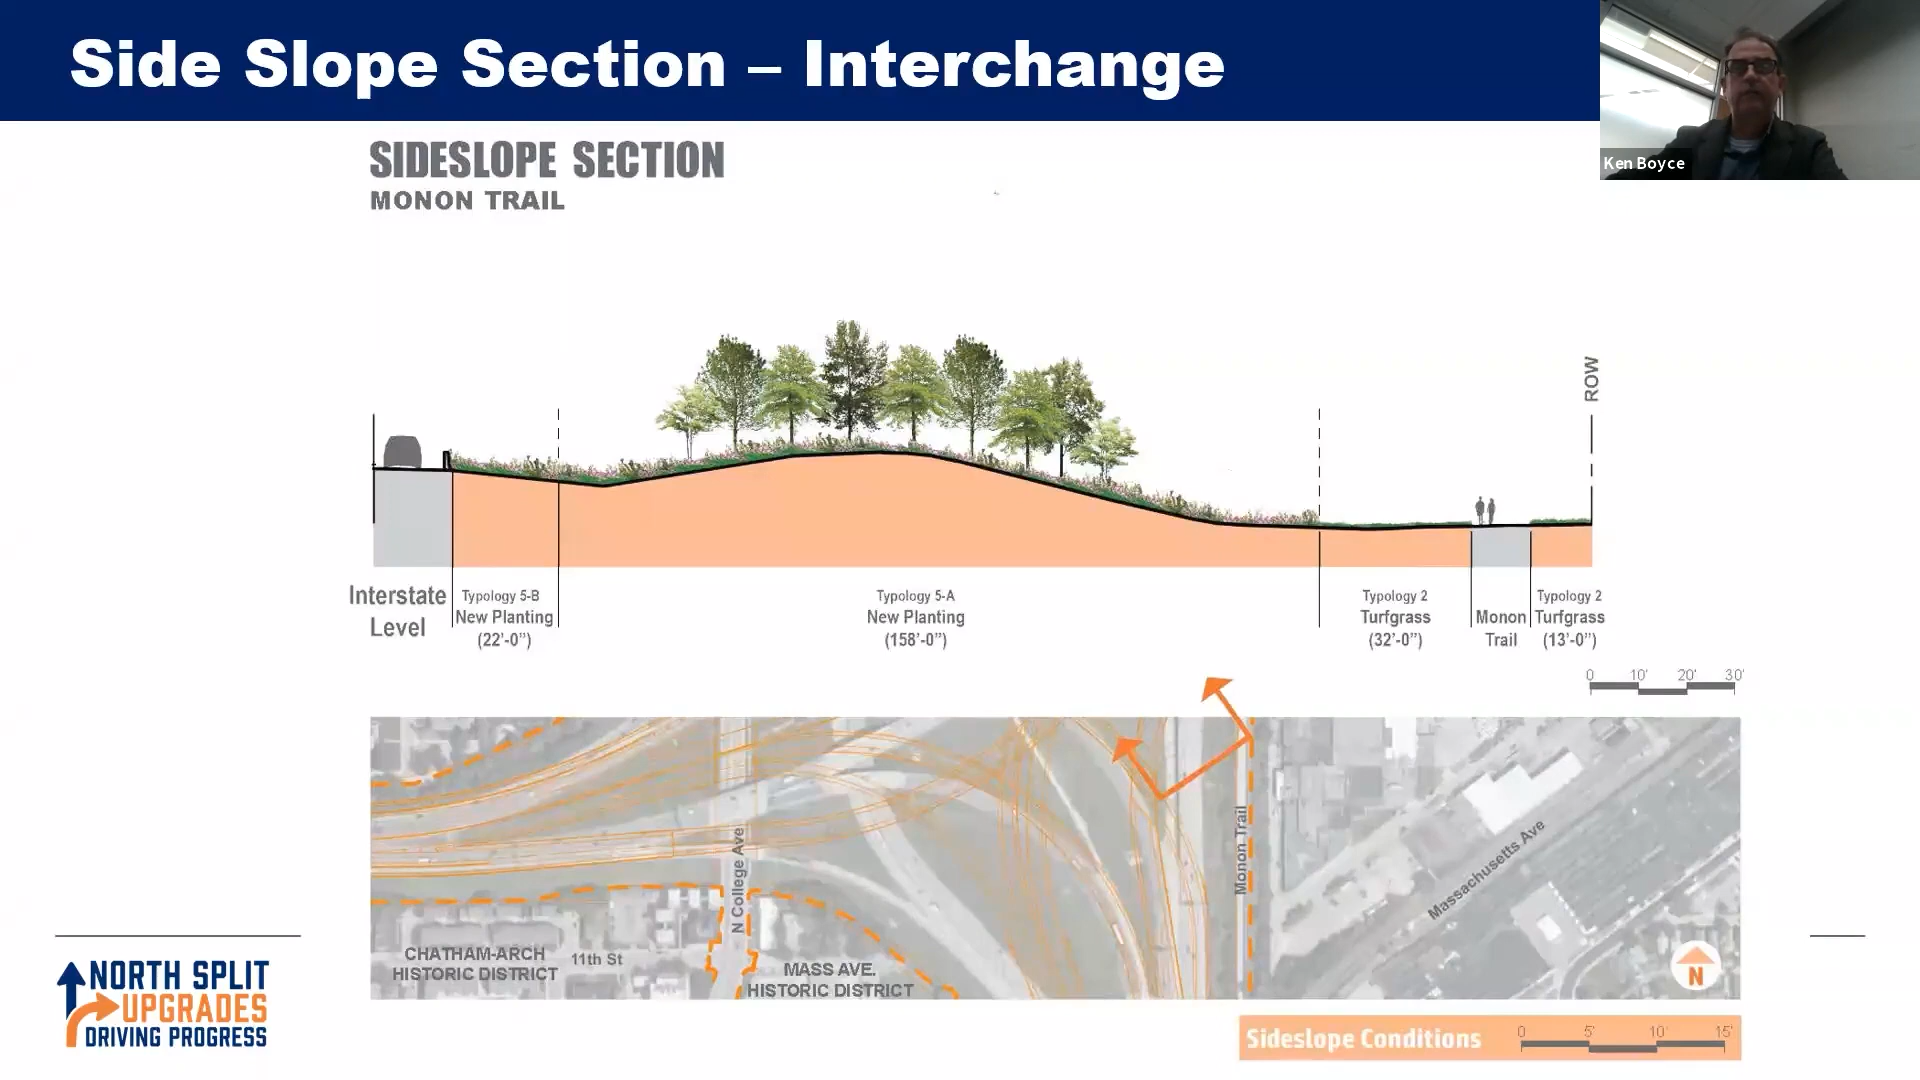 Side Slope Section – Interchange
Ken Boyce
SIDESLOPE SECTION
MONON TRAIL
ROW
Interstate
Level
Typology 5-B
New Planting
(22'-0")
Typology 5-A
New Planting
(158'-0")
Typology 2
Turfgrass
(32'-0")
Monon
Trail
Typology 2
Turfgrass
(13'-0")
0 10' 20' 30'
N College Ave
Monon Trail
Massachusetts Ave
CHATHAM-ARCH
HISTORIC DISTRICT
11th St
MASS AVE.
HISTORIC DISTRICT
N
NORTH SPLIT
UPGRADES
DRIVING PROGRESS
Sideslope Conditions
0 5' 10' 15'